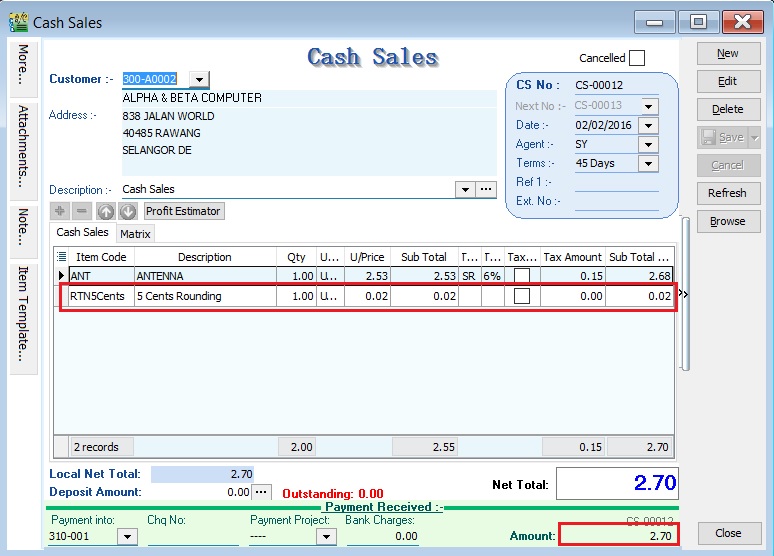 Cash Sales
More...
Attachments...
Note...
Item Template...
Cash Sales
Cancelled
Customer :- 300-A0002
ALPHA & BETA COMPUTER
Address :- 838 JALAN WORLD
40485 RAWANG
SELANGOR DE
Description :- Cash Sales
CS No : CS-00012
Next No :- CS-00013
Date :- 02/02/2016
Agent :- SY
Terms :- 45 Days
Ref 1 :-
Ext. No :-
New
Edit
Delete
Save
Cancel
Refresh
Browse
Profit Estimator
Cash Sales Matrix
Item Code Description Qty U... U/Price Sub Total T... T... Tax... Tax Amount Sub Total ...
ANT ANTENNA 1.00 U... 2.53 2.53 SR 6% 0.15 2.68
RTN5Cents 5 Cents Rounding 1.00 U... 0.02 0.02 0.00 0.02
2 records 2.00 2.55 0.15 2.70
Local Net Total: 2.70
Deposit Amount: 0.00 ... Outstanding: 0.00
Net Total: 2.70
Payment Received :-
CS-00012
Payment into: Chq No: Payment Project: Bank Charges:
310-001 ---- 0.00
Amount: 2.70
Close